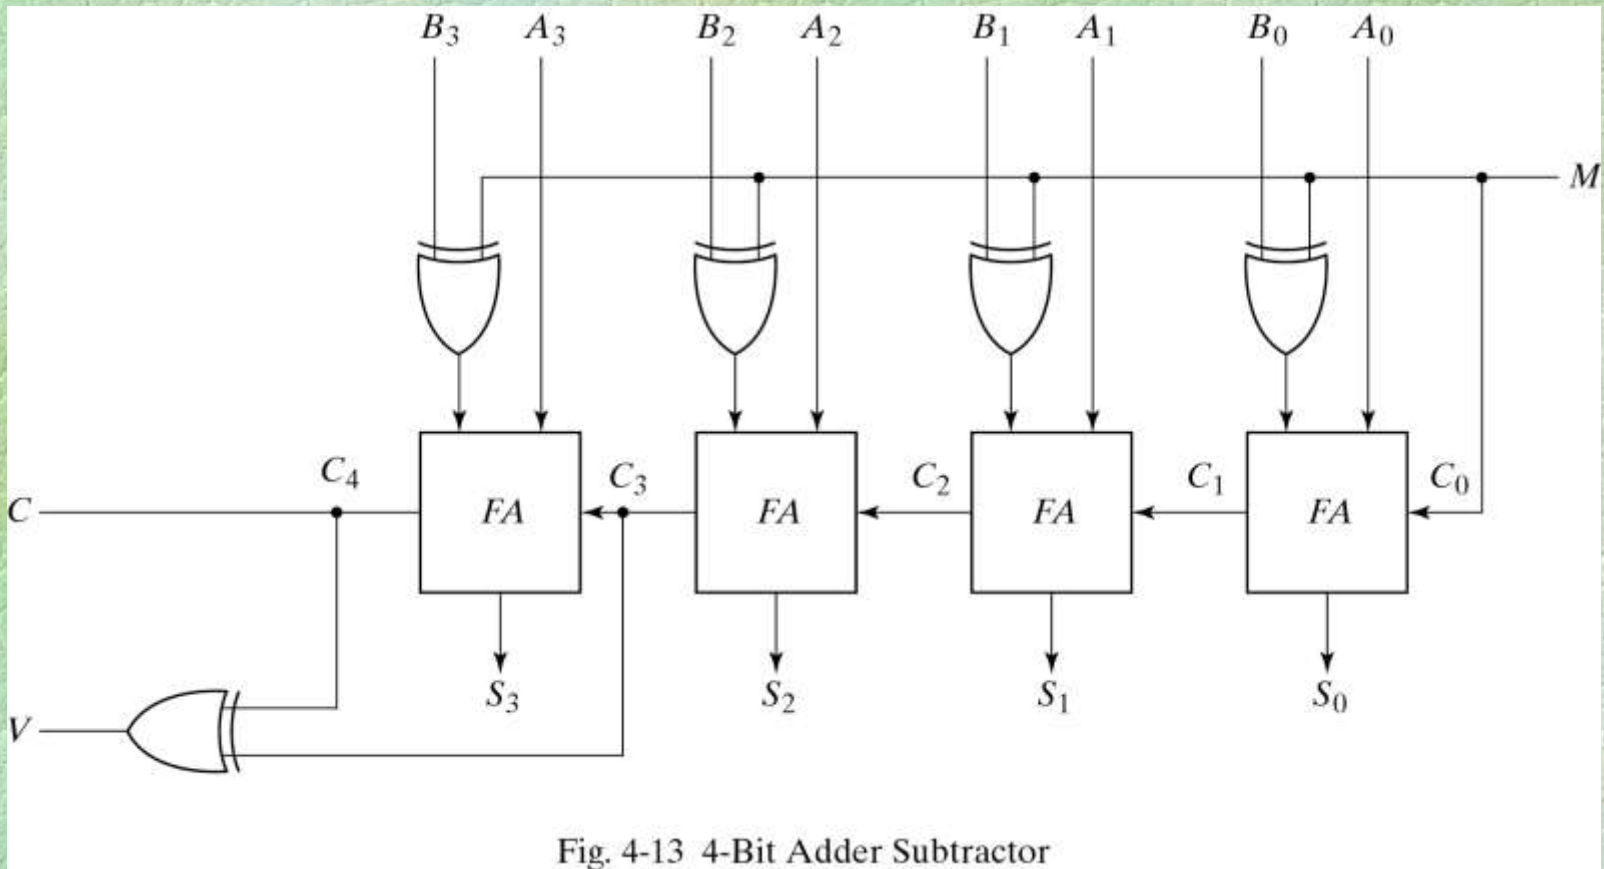 B3 A3 B2 A2 B1 A1 B0 A0
M
C4 C3 C2 C1 C0
C FA FA FA FA
S3 S2 S1 S0
V
Fig. 4-13 4-Bit Adder Subtractor